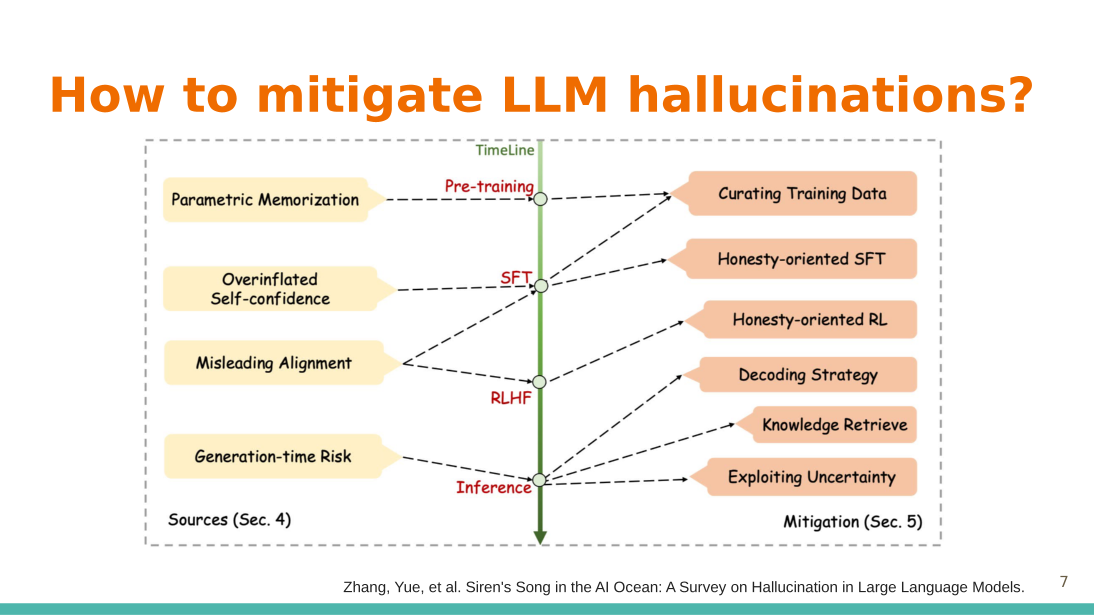 How to mitigate LLM hallucinations?
TimeLine
Pre-training
SFT
RLHF
Inference
Parametric Memorization
Overinflated
Self-confidence
Misleading Alignment
Generation-time Risk
Sources (Sec. 4)
Curating Training Data
Honesty-oriented SFT
Honesty-oriented RL
Decoding Strategy
Knowledge Retrieve
Exploiting Uncertainty
Mitigation (Sec. 5)
Zhang, Yue, et al. Siren's Song in the AI Ocean: A Survey on Hallucination in Large Language Models.
7